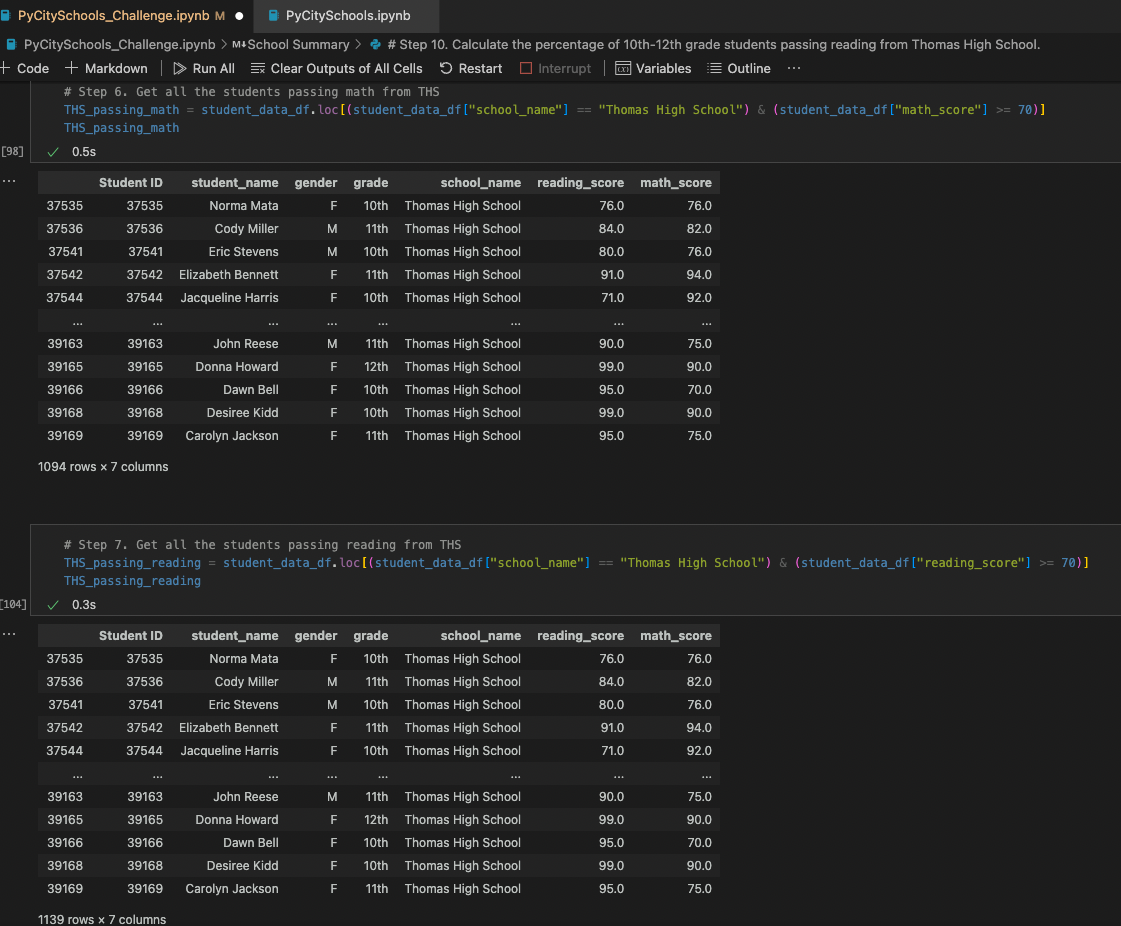 PyCitySchools_Challenge.ipynb M ● PyCitySchools.ipynb
PyCitySchools_Challenge.ipynb > M↓School Summary > # Step 10. Calculate the percentage of 10th-12th grade students passing reading from Thomas High School.
+ Code + Markdown | Run All Clear Outputs of All Cells Restart Interrupt | Variables Outline ...
# Step 6. Get all the students passing math from THS
THS_passing_math = student_data_df.loc[(student_data_df["school_name"] == "Thomas High School") & (student_data_df["math_score"] >= 70)]
THS_passing_math
[98] ✓ 0.5s
...
Student ID student_name gender grade school_name reading_score math_score
37535 37535 Norma Mata F 10th Thomas High School 76.0 76.0
37536 37536 Cody Miller M 11th Thomas High School 84.0 82.0
37541 37541 Eric Stevens M 10th Thomas High School 80.0 76.0
37542 37542 Elizabeth Bennett F 11th Thomas High School 91.0 94.0
37544 37544 Jacqueline Harris F 10th Thomas High School 71.0 92.0
... ... ... ... ... ... ... ...
39163 39163 John Reese M 11th Thomas High School 90.0 75.0
39165 39165 Donna Howard F 12th Thomas High School 99.0 90.0
39166 39166 Dawn Bell F 10th Thomas High School 95.0 70.0
39168 39168 Desiree Kidd F 10th Thomas High School 99.0 90.0
39169 39169 Carolyn Jackson F 11th Thomas High School 95.0 75.0
1094 rows × 7 columns
# Step 7. Get all the students passing reading from THS
THS_passing_reading = student_data_df.loc[(student_data_df["school_name"] == "Thomas High School") & (student_data_df["reading_score"] >= 70)]
THS_passing_reading
[104] ✓ 0.3s
...
Student ID student_name gender grade school_name reading_score math_score
37535 37535 Norma Mata F 10th Thomas High School 76.0 76.0
37536 37536 Cody Miller M 11th Thomas High School 84.0 82.0
37541 37541 Eric Stevens M 10th Thomas High School 80.0 76.0
37542 37542 Elizabeth Bennett F 11th Thomas High School 91.0 94.0
37544 37544 Jacqueline Harris F 10th Thomas High School 71.0 92.0
... ... ... ... ... ... ... ...
39163 39163 John Reese M 11th Thomas High School 90.0 75.0
39165 39165 Donna Howard F 12th Thomas High School 99.0 90.0
39166 39166 Dawn Bell F 10th Thomas High School 95.0 70.0
39168 39168 Desiree Kidd F 10th Thomas High School 99.0 90.0
39169 39169 Carolyn Jackson F 11th Thomas High School 95.0 75.0
1139 rows × 7 columns